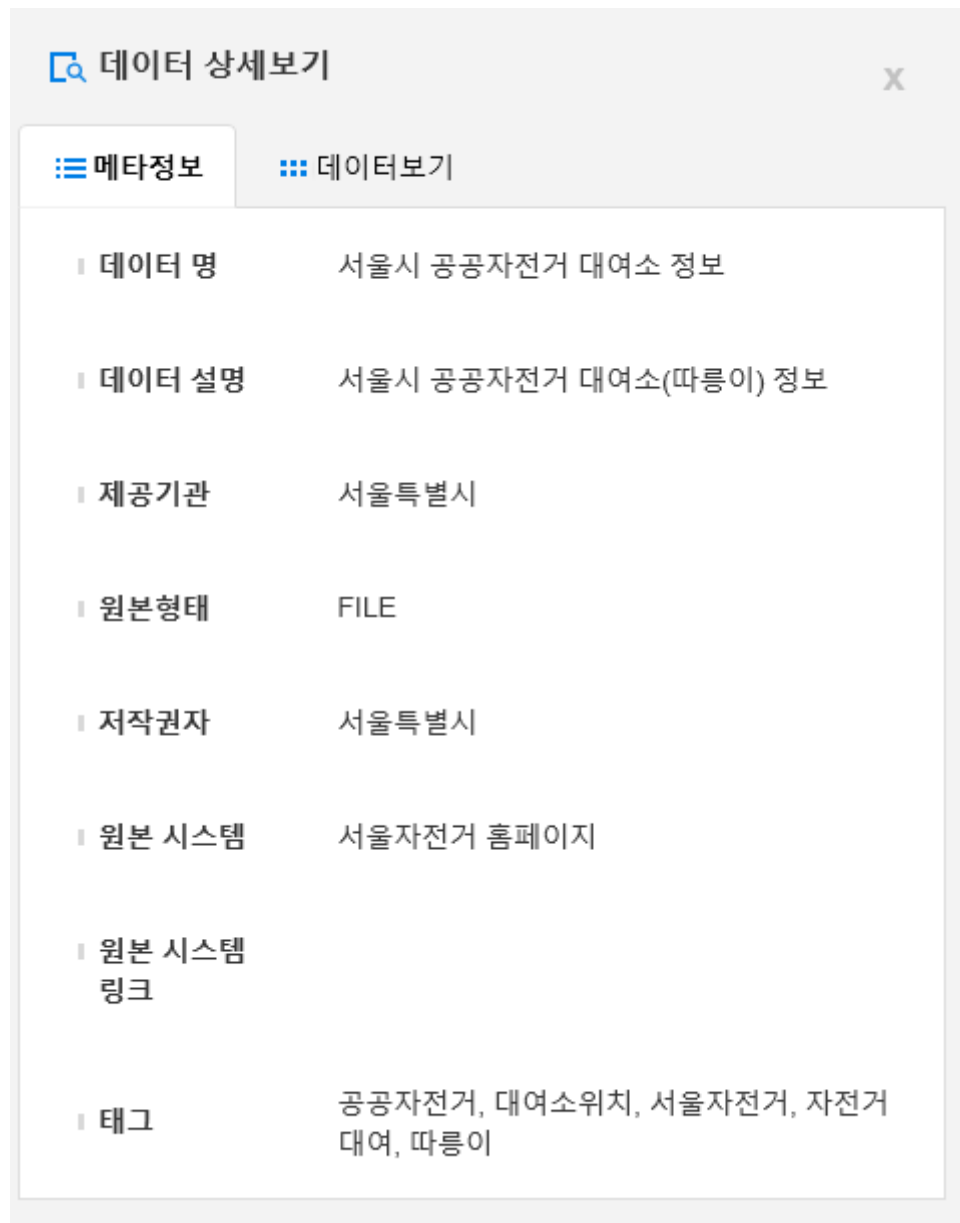 데이터 상세보기
x
메타정보 데이터보기
데이터 명 서울시 공공자전거 대여소 정보
데이터 설명 서울시 공공자전거 대여소(따릉이) 정보
제공기관 서울특별시
원본형태 FILE
저작권자 서울특별시
원본 시스템 서울자전거 홈페이지
원본 시스템
링크
태그 공공자전거, 대여소위치, 서울자전거, 자전거
대여, 따릉이